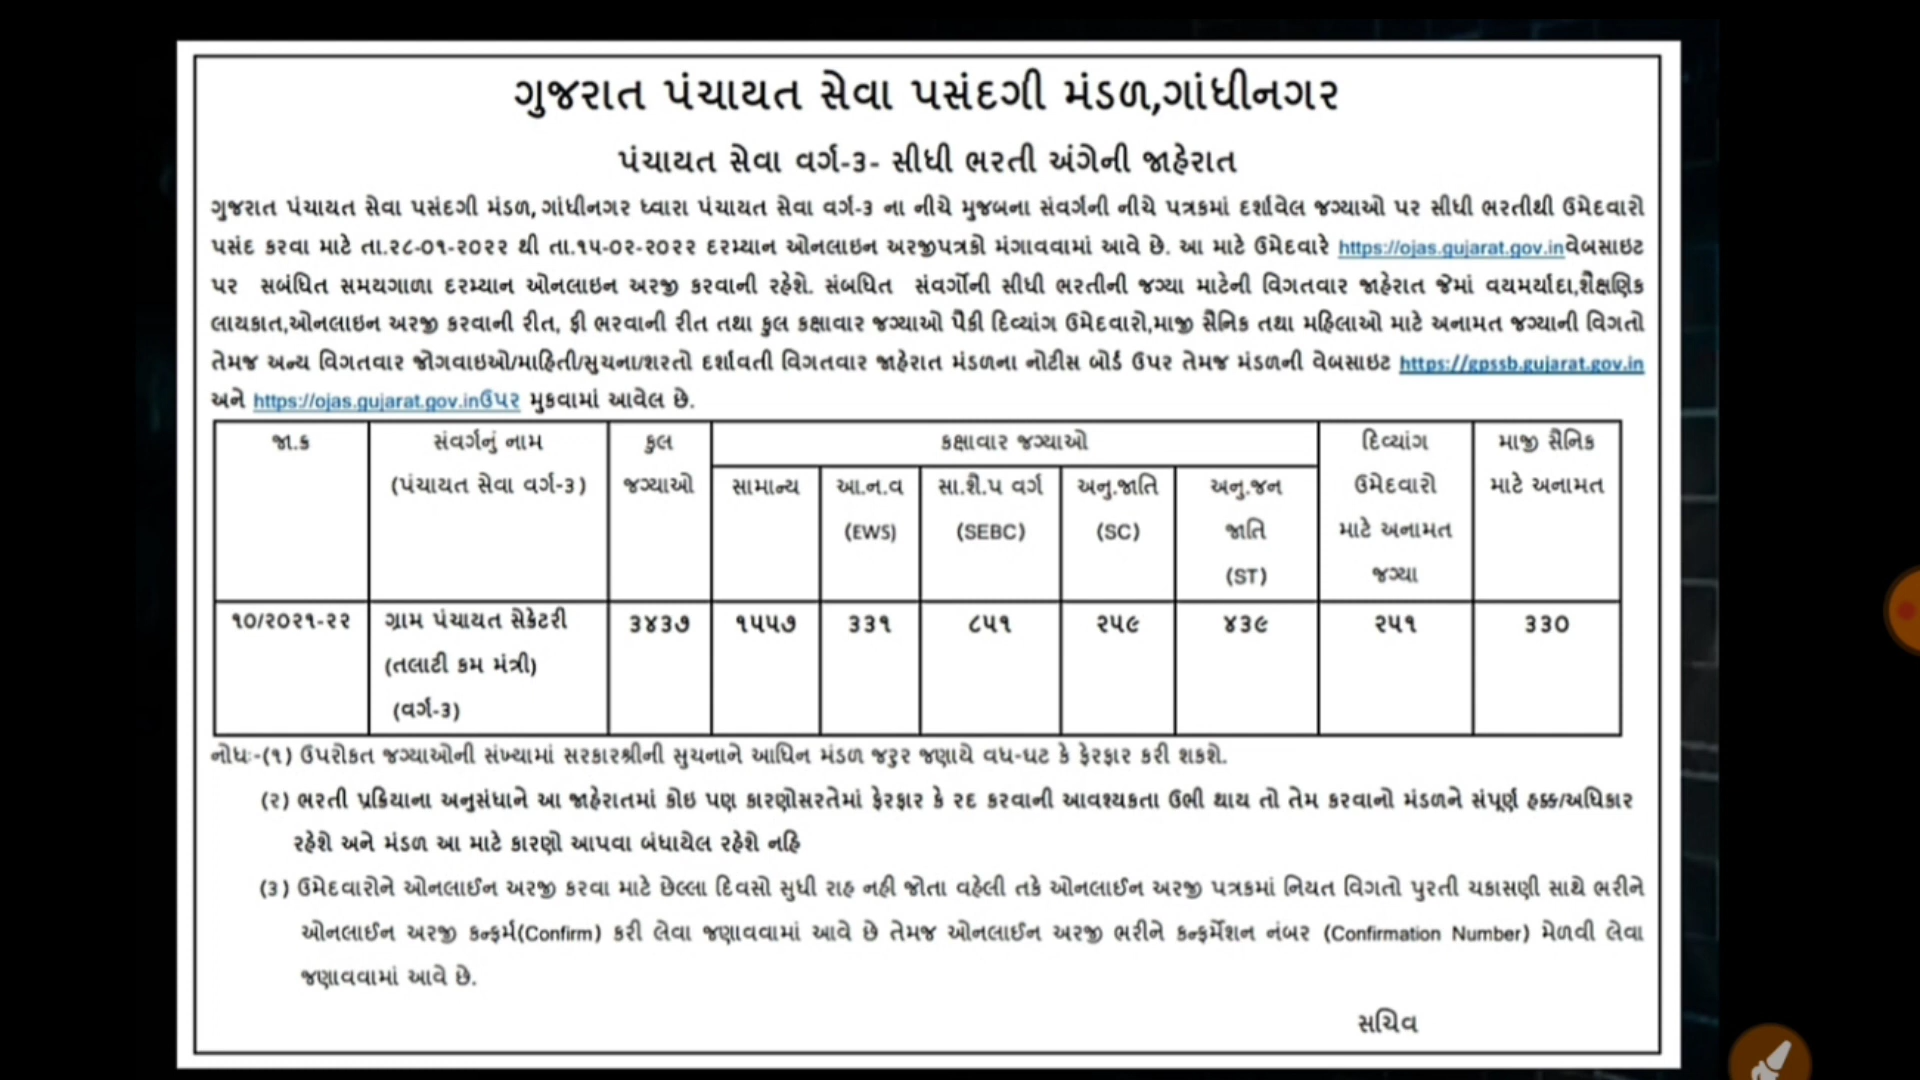 ગુજરાત પંચાયત સેવા પસંદગી મંડળ,ગાંધીનગર
પંચાયત સેવા વર્ગ-૩- સીધી ભરતી અંગેની જાહેરાત
ગુજરાત પંચાયત સેવા પસંદગી મંડળ, ગાંધીનગર ધ્વારા પંચાયત સેવા વર્ગ-૩ ના નીચે મુજબના સંવર્ગની નીચે પત્રકમાં દર્શાવેલ જગ્યાઓ પર સીધી ભરતીથી ઉમેદવારો
પસંદ કરવા માટે તા.૨૮-૦૧-૨૦૨૨ થી તા.૧૫-૦૨-૨૦૨૨ દરમ્યાન ઓનલાઇન અરજીપત્રકો મંગાવવામાં આવે છે. આ માટે ઉમેદવારે https://ojas.gujarat.gov.inવેબસાઇટ
પર સબંધિત સમયગાળા દરમ્યાન ઓનલાઇન અરજી કરવાની રહેશે. સંબધિત સંવર્ગોની સીધી ભરતીની જગ્યા માટેની વિગતવાર જાહેરાત જેમાં વયમર્યાદા,શૈક્ષણિક
લાયકાત,ઓનલાઇન અરજી કરવાની રીત, ફી ભરવાની રીત તથા કુલ કક્ષાવાર જગ્યાઓ પૈકી દિવ્યાંગ ઉમેદવારો,માજી સૈનિક તથા મહિલાઓ માટે અનામત જગ્યાની વિગતો
તેમજ અન્ય વિગતવાર જોગવાઇઓ/માહિતી/સુચના/શરતો દર્શાવતી વિગતવાર જાહેરાત મંડળના નોટીસ બોર્ડ ઉપર તેમજ મંડળની વેબસાઇટ https://gpssb.gujarat.gov.in
અને https://ojas.gujarat.gov.inઉપર મુકવામાં આવેલ છે.
જા.ક સંવર્ગનું નામ કુલ કક્ષાવાર જગ્યાઓ દિવ્યાંગ માજી સૈનિક
(પંચાયત સેવા વર્ગ-૩) જગ્યાઓ સામાન્ય આ.ન.વ સા.શૈ.પ વર્ગ અનુ.જાતિ અનુ.જન ઉમેદવારો માટે અનામત
(EWS) (SEBC) (SC) જાતિ માટે અનામત
(ST) જગ્યા
૧૦/૨૦૨૧-૨૨ ગ્રામ પંચાયત સેક્રેટરી ૩૪૩૭ ૧૫૫૭ ૩૩૧ ૮૫૧ ૨૫૯ ૪૩૯ ૨૫૧ ૩૩૦
(તલાટી કમ મંત્રી)
(વર્ગ-૩)
નોધઃ-(૧) ઉપરોકત જગ્યાઓની સંખ્યામાં સરકારશ્રીની સુચનાને આધિન મંડળ જરુર જણાયે વધ-ઘટ કે ફેરફાર કરી શકશે.
(૨) ભરતી પ્રક્રિયાના અનુસંધાને આ જાહેરાતમાં કોઇ પણ કારણોસરતેમાં ફેરફાર કે રદ કરવાની આવશ્યકતા ઉભી થાય તો તેમ કરવાનો મંડળને સંપૂર્ણ હક્ક/અધિકાર
રહેશે અને મંડળ આ માટે કારણો આપવા બંધાયેલ રહેશે નહિ
(૩) ઉમેદવારોને ઓનલાઈન અરજી કરવા માટે છેલ્લા દિવસો સુધી રાહ નહી જોતા વહેલી તકે ઓનલાઈન અરજી પત્રકમાં નિયત વિગતો પુરતી ચકાસણી સાથે ભરીને
ઓનલાઈન અરજી કન્ફર્મ(Confirm) કરી લેવા જણાવવામાં આવે છે તેમજ ઓનલાઈન અરજી ભરીને કન્ફર્મેશન નંબર (Confirmation Number) મેળવી લેવા
જણાવવામાં આવે છે.
સચિવ